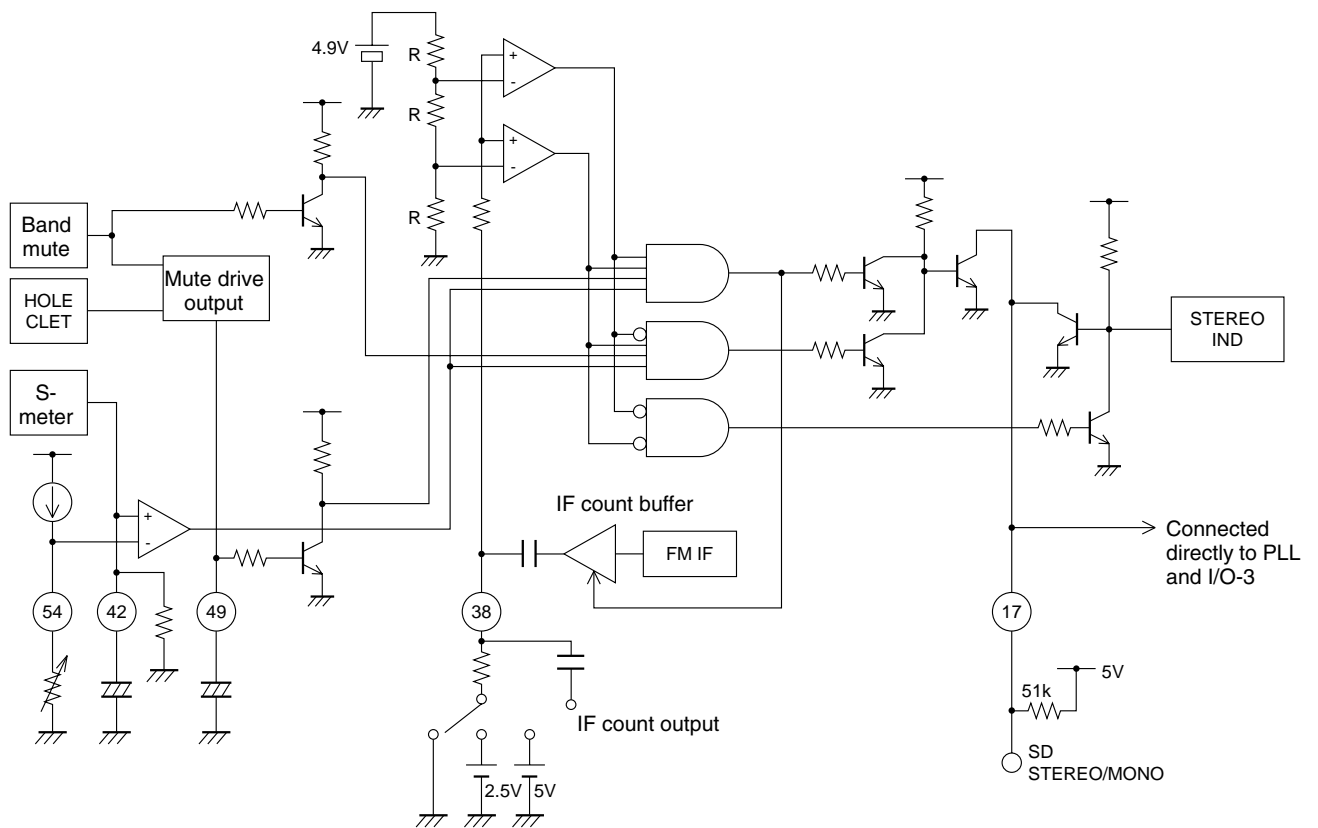 4.9V
R
+
-
R
+
-
R
Band
mute
Mute drive
output
HOLE
CLET
STEREO
IND
S-
meter
+
-
IF count buffer
FM IF
Connected
directly to PLL
and I/O-3
54
42
49
38
17
51k
5V
IF count output
2.5V
5V
SD
STEREO/MONO